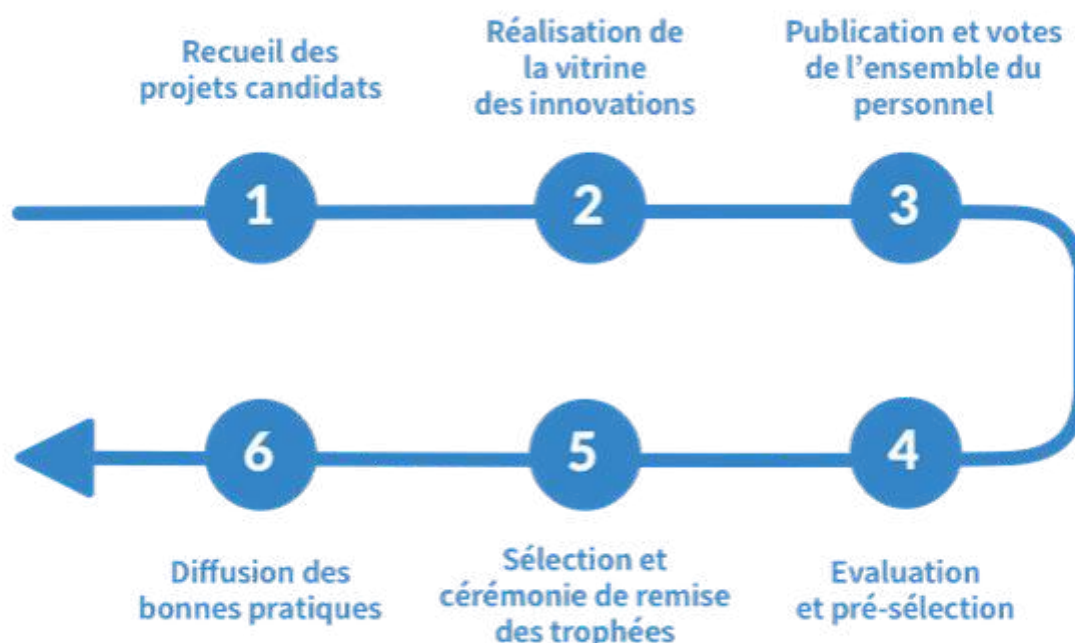 Recueil des
projets candidats
Réalisation de
la vitrine
des innovations
Publication et votes
de l'ensemble du
personnel
1
2
3
6
5
4
Diffusion des
bonnes pratiques
Sélection et
cérémonie de remise
des trophées
Evaluation
et pré-sélection